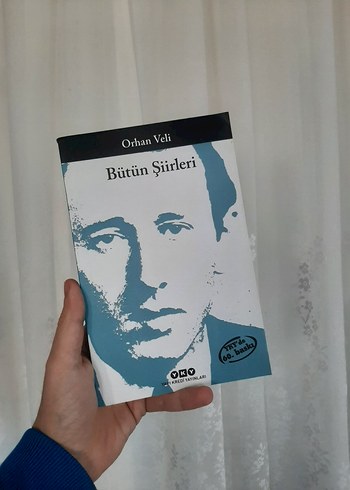 Orhan Veli
Bütün Şiirleri
YKY'de
60. baskı
YKY
YAPI KREDİ YAYINLARI